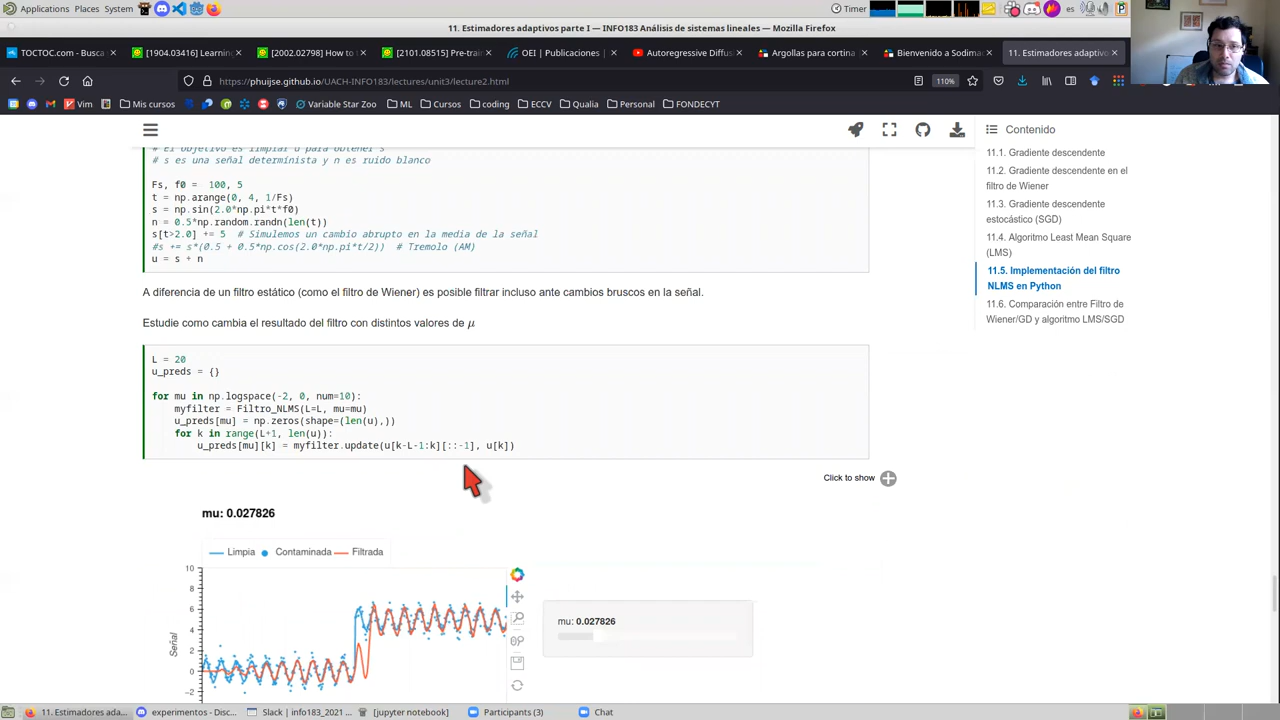 Applications Places System
Timer
es
11. Estimadores adaptivos parte I — INFO183 Análisis de sistemas lineales — Mozilla Firefox
TOCTOC.com - Busca
[1904.03416] Learning
[2002.02798] How to
[2101.08515] Pretrain
OEI | Publicaciones
Autoregressive Diffus
Argollas para cortina
Bienvenido a Sodimac
11. Estimadores adaptivo
https://phuijse.github.io/UACH-INFO183/lectures/unit3/lecture2.html
110%
Vim
Mis cursos
Variable Star Zoo
ML
Cursos
coding
ECCV
Qualia
Personal
FONDECYT
# El objetivo es limpiar u para obtener s
# s es una señal determinista y n es ruido blanco
Fs, f0 = 100, 5
t = np.arange(0, 4, 1/Fs)
s = np.sin(2.0*np.pi*t*f0)
n = 0.5*np.random.randn(len(t))
s[t>2.0] += 5 # Simulemos un cambio abrupto en la media de la señal
#s += s*(0.5 + 0.5*np.cos(2.0*np.pi*t/2)) # Tremolo (AM)
u = s + n
A diferencia de un filtro estático (como el filtro de Wiener) es posible filtrar incluso ante cambios bruscos en la señal.
Estudie como cambia el resultado del filtro con distintos valores de μ
L = 20
u_preds = {}
for mu in np.logspace(-2, 0, num=10):
myfilter = Filtro_NLMS(L=L, mu=mu)
u_preds[mu] = np.zeros(shape=(len(u),))
for k in range(L+1, len(u)):
u_preds[mu][k] = myfilter.update(u[k-L-1:k][::-1], u[k])
Click to show
mu: 0.027826
Limpia Contaminada Filtrada
10
8
6
4
2
0
−2
Señal
mu: 0.027826
Contenido
11.1. Gradiente descendente
11.2. Gradiente descendente en el
filtro de Wiener
11.3. Gradiente descendente
estocástico (SGD)
11.4. Algoritmo Least Mean Square
(LMS)
11.5. Implementación del filtro
NLMS en Python
11.6. Comparación entre Filtro de
Wiener/GD y algoritmo LMS/SGD
11. Estimadores ada...
experimentos - Disc...
Slack | info183_2021 ...
[jupyter notebook]
Participants (3)
Chat